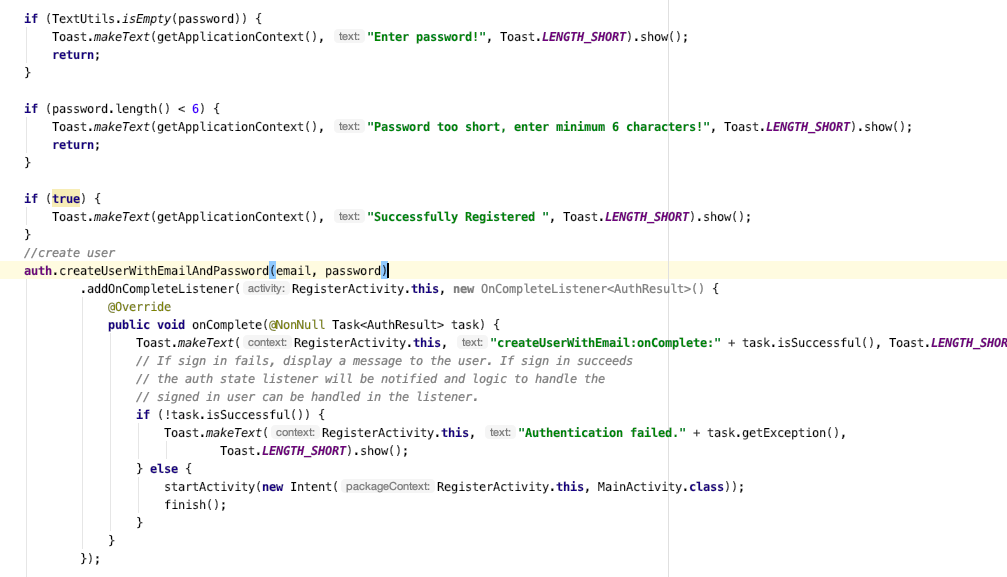 if (TextUtils.isEmpty(password)) {
Toast.makeText(getApplicationContext(), text: "Enter password!", Toast.LENGTH_SHORT).show();
return;
}
if (password.length() < 6) {
Toast.makeText(getApplicationContext(), text: "Password too short, enter minimum 6 characters!", Toast.LENGTH_SHORT).show();
return;
}
if (true) {
Toast.makeText(getApplicationContext(), text: "Successfully Registered ", Toast.LENGTH_SHORT).show();
}
//create user
auth.createUserWithEmailAndPassword(email, password)
.addOnCompleteListener( activity: RegisterActivity.this, new OnCompleteListener<AuthResult>() {
@Override
public void onComplete(@NonNull Task<AuthResult> task) {
Toast.makeText( context: RegisterActivity.this, text: "createUserWithEmail:onComplete:" + task.isSuccessful(), Toast.LENGTH_SHOR
// If sign in fails, display a message to the user. If sign in succeeds
// the auth state listener will be notified and logic to handle the
// signed in user can be handled in the listener.
if (!task.isSuccessful()) {
Toast.makeText( context: RegisterActivity.this, text: "Authentication failed." + task.getException(),
Toast.LENGTH_SHORT).show();
} else {
startActivity(new Intent( packageContext: RegisterActivity.this, MainActivity.class));
finish();
}
}
});